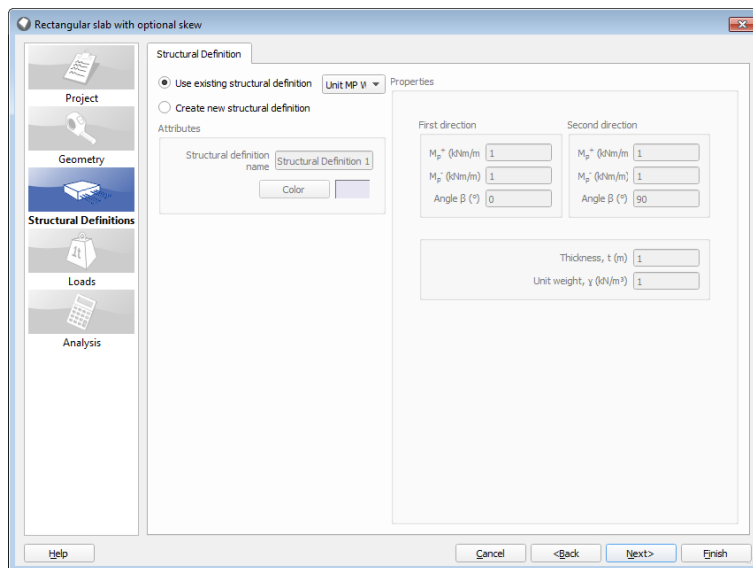 Rectangular slab with optional skew
Project
Geometry
Structural Definitions
1t
Loads
Analysis
Structural Definition
Use existing structural definition
Unit MP
Create new structural definition
Attributes
Structural definition
name
Structural Definition 1
Color
Properties
First direction
Mp⁺ (kNm/m
1
Mp⁻ (kNm/m)
1
Angle β (°)
0
Second direction
Mp⁺ (kNm/m
1
Mp⁻ (kNm/m)
1
Angle β (°)
90
Thickness, t (m)
1
Unit weight, γ (kN/m³)
1
Help
Cancel
<Back
Next>
Finish